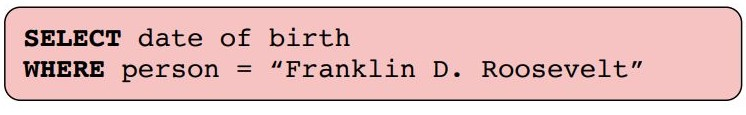 SELECT date of birth
WHERE person = “Franklin D. Roosevelt”